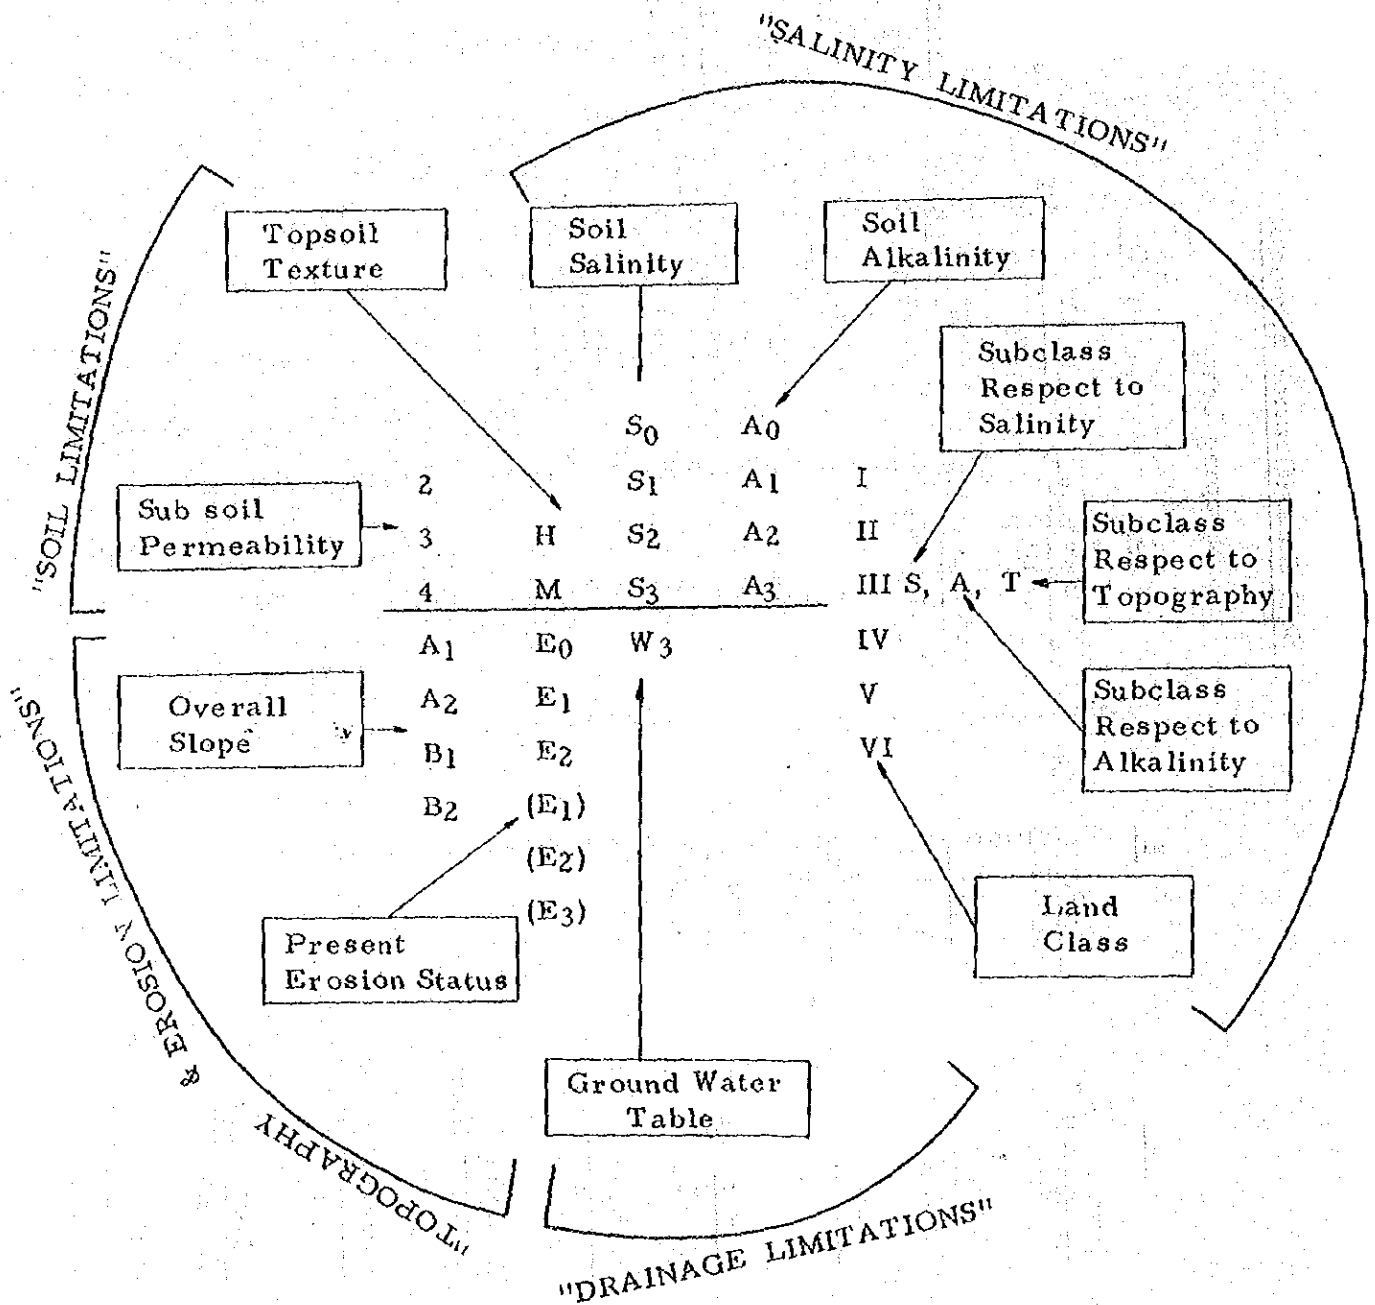 "SALINITY LIMITATIONS"
"SOIL LIMITATIONS"
Topsoil
Texture
Soil
Salinity
Soil
Alkalinity
Subclass
Respect to
Salinity
S0 A0
2 S1 A1 I
Sub soil
Permeability
3 H S2 A2 II
Subclass
Respect to
Topography
4 M S3 A3 III S, A, T
A1 E0 W3 IV
Overall
Slope
A2 E1 V
Subclass
Respect to
Alkalinity
B1 E2 VI
B2 (E1)
(E2)
(E3)
Present
Erosion Status
Land
Class
Ground Water
Table
"TOPOGRAPHY
& EROSION LIMITATIONS"
"DRAINAGE LIMITATIONS"